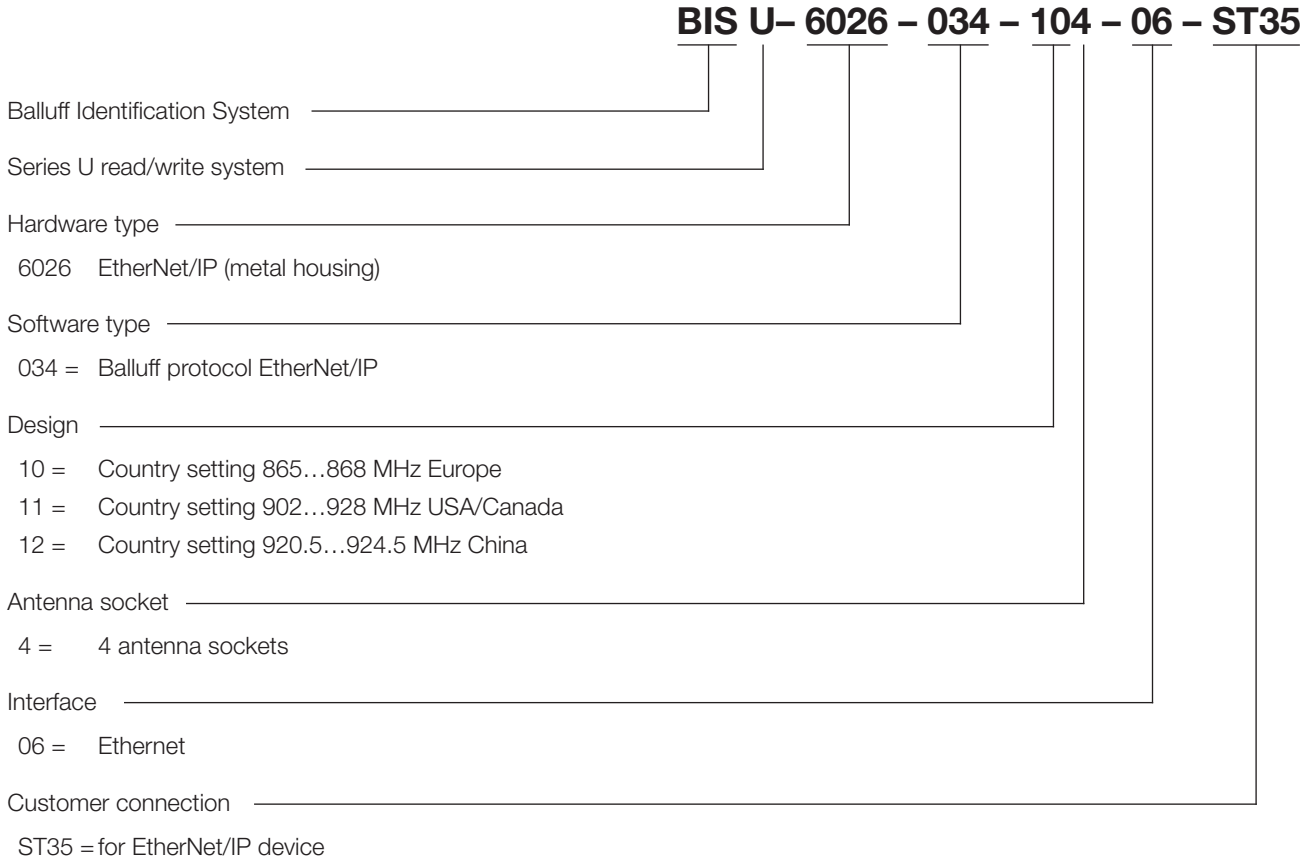 BIS U– 6026 – 034 – 104 – 06 – ST35
Balluff Identification System
Series U read/write system
Hardware type
6026 EtherNet/IP (metal housing)
Software type
034 = Balluff protocol EtherNet/IP
Design
10 = Country setting 865…868 MHz Europe
11 = Country setting 902…928 MHz USA/Canada
12 = Country setting 920.5…924.5 MHz China
Antenna socket
4 = 4 antenna sockets
Interface
06 = Ethernet
Customer connection
ST35 = for EtherNet/IP device